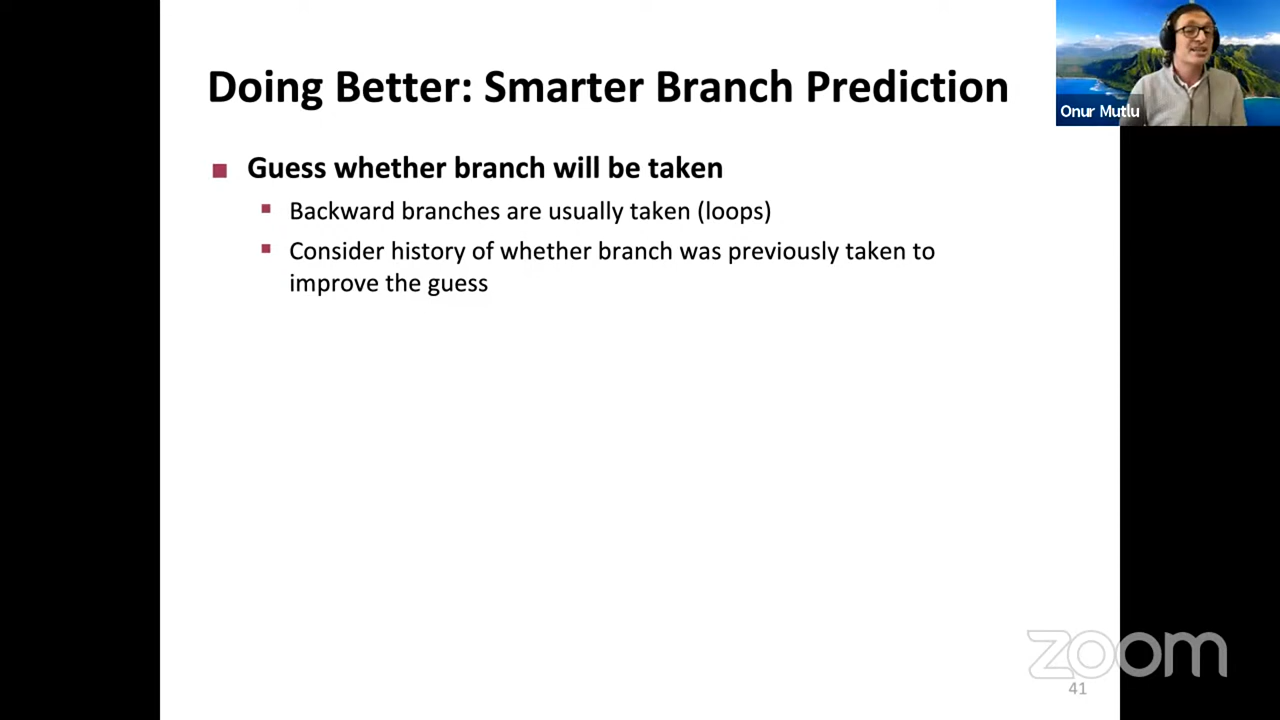 Doing Better: Smarter Branch Prediction
Onur Mutlu
Guess whether branch will be taken
Backward branches are usually taken (loops)
Consider history of whether branch was previously taken to
improve the guess
zoom
41